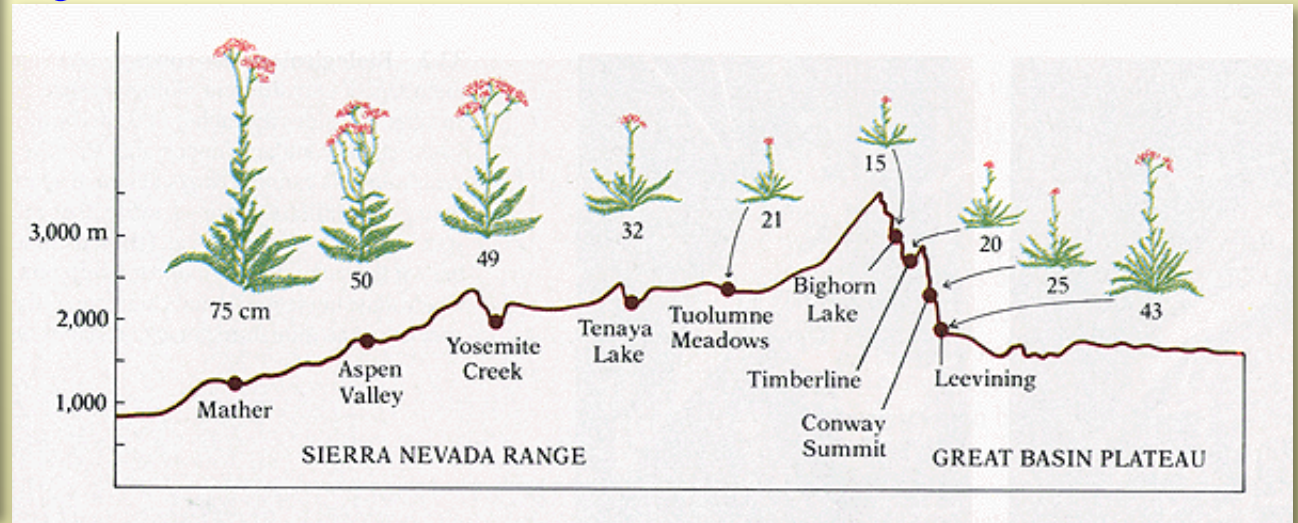 15
3,000 m
32
21
20
50
49
25
75 cm
43
2,000
Bighorn
Lake
Tenaya
Lake
Tuolumne
Meadows
Yosemite
Creek
Aspen
Valley
Timberline
Leevining
1,000
Mather
Conway
Summit
SIERRA NEVADA RANGE
GREAT BASIN PLATEAU